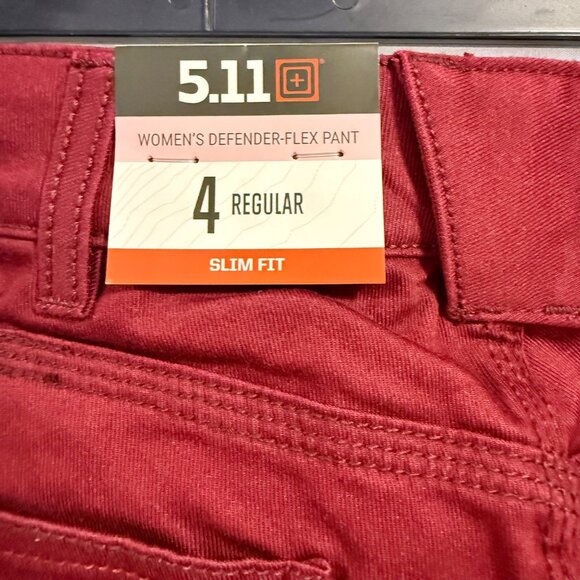 5.11
WOMEN'S DEFENDER-FLEX PANT
4 REGULAR
SLIM FIT